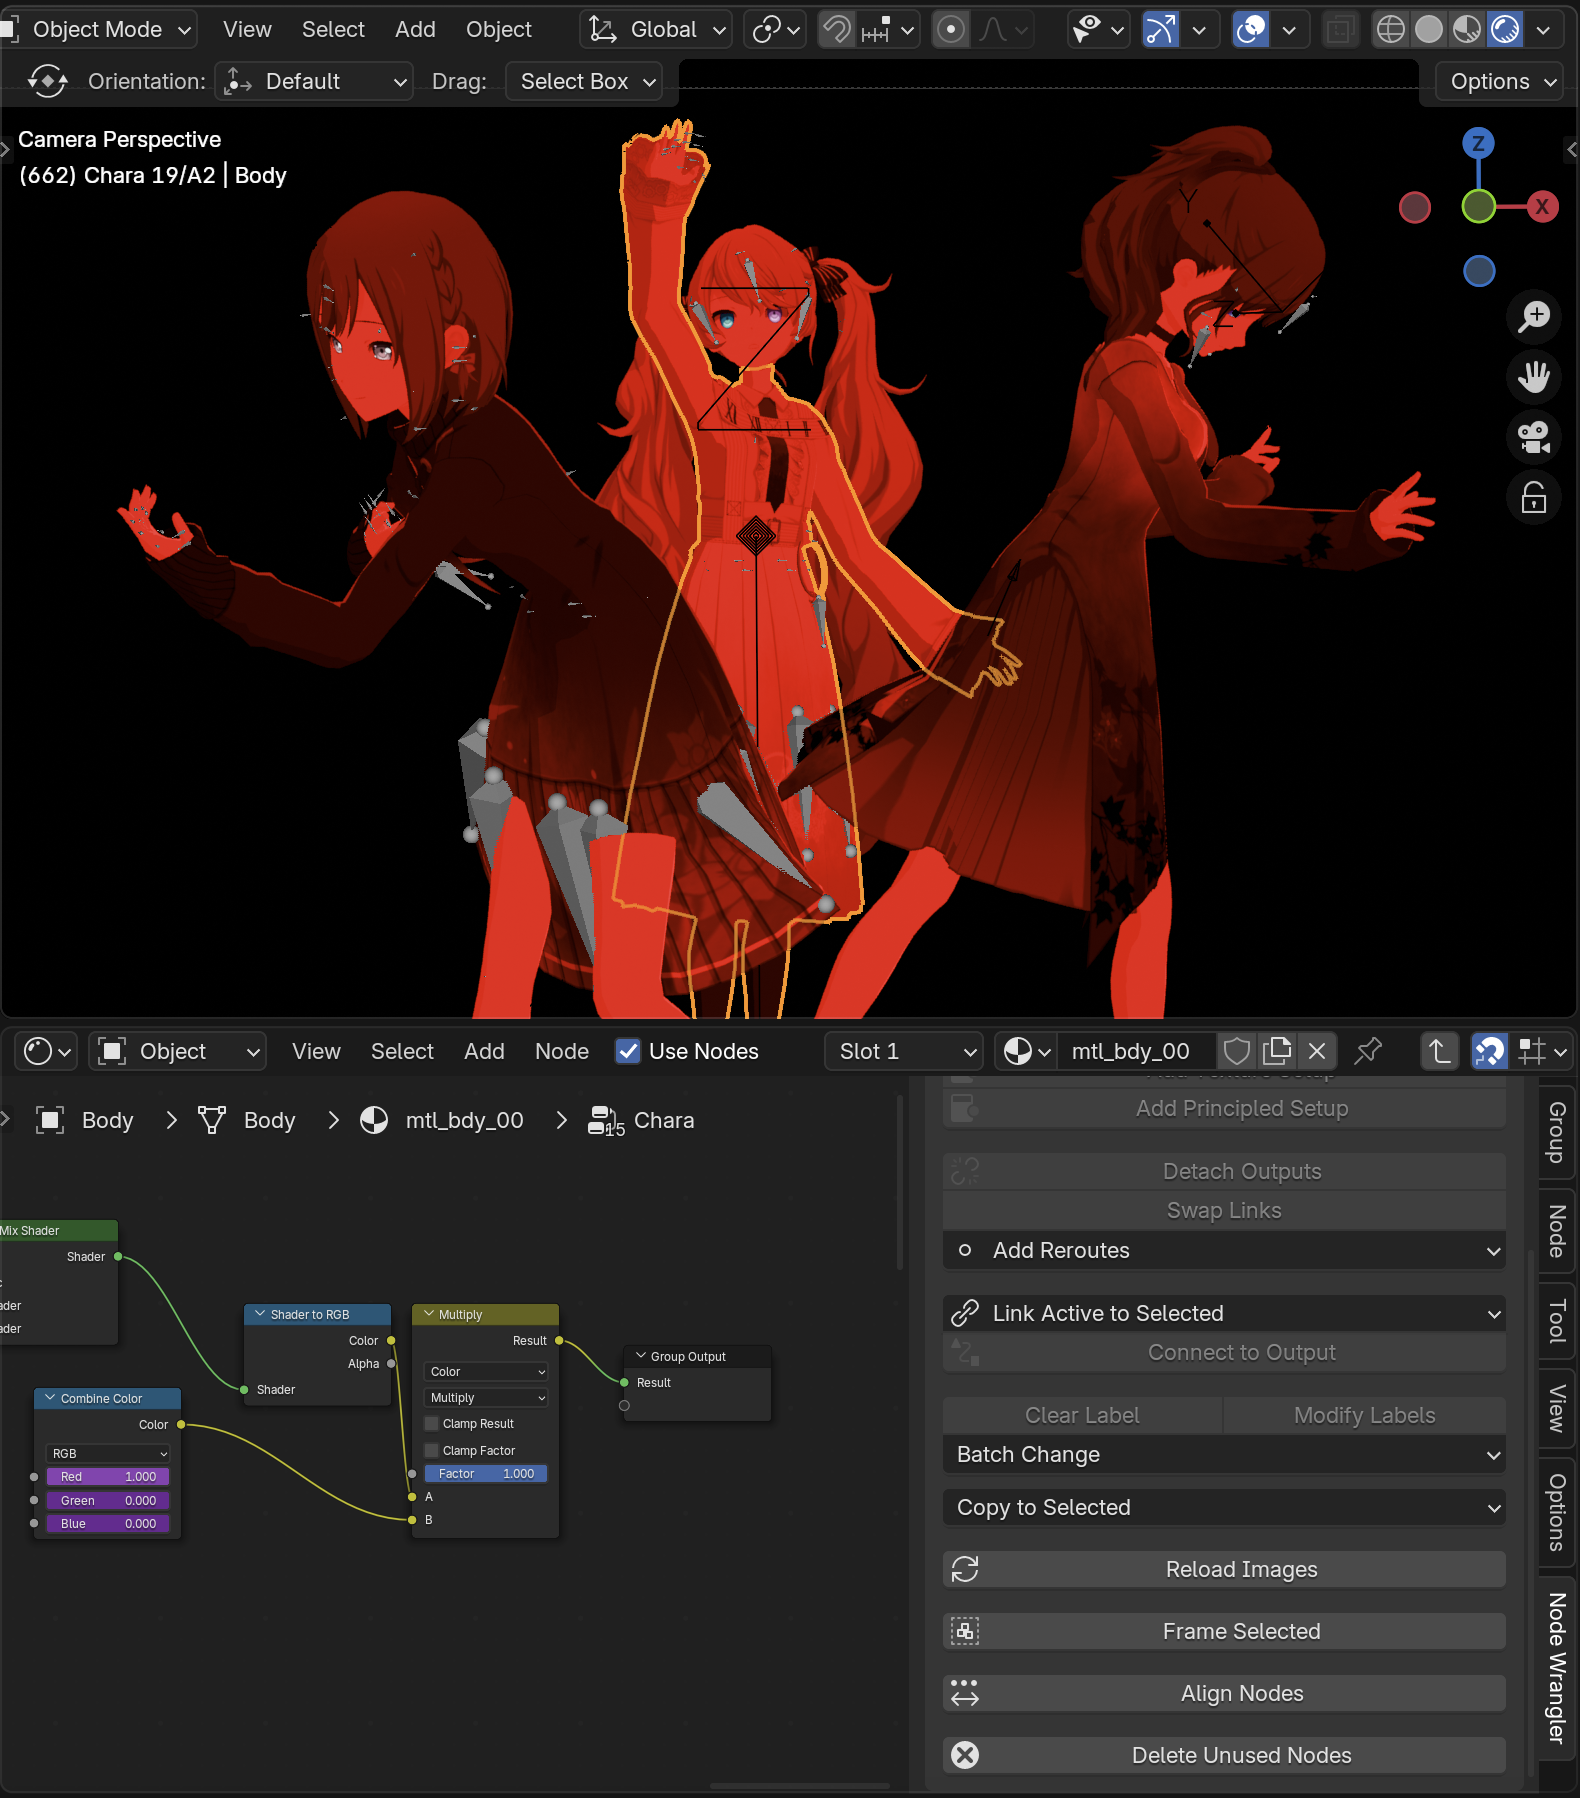 Object Mode View Select Add Object Global
Orientation: Default Drag: Select Box Options
Camera Perspective
(662) Chara 19/A2 | Body
Z
X
Y
Z
Object View Select Add Node Use Nodes Slot 1 mtl_bdy_00
Body Body mtl_bdy_00 15 Chara
Mix Shader
Shader
ader
ader
Combine Color
Color
RGB
Red 1.000
Green 0.000
Blue 0.000
Shader to RGB
Color
Alpha
Shader
Multiply
Result
Color
Multiply
Clamp Result
Clamp Factor
Factor 1.000
A
B
Group Output
Result
Add Principled Setup
Detach Outputs
Swap Links
Add Reroutes
Link Active to Selected
Connect to Output
Clear Label Modify Labels
Batch Change
Copy to Selected
Reload Images
Frame Selected
Align Nodes
Delete Unused Nodes
Group
Node
Tool
View
Options
Node Wrangler